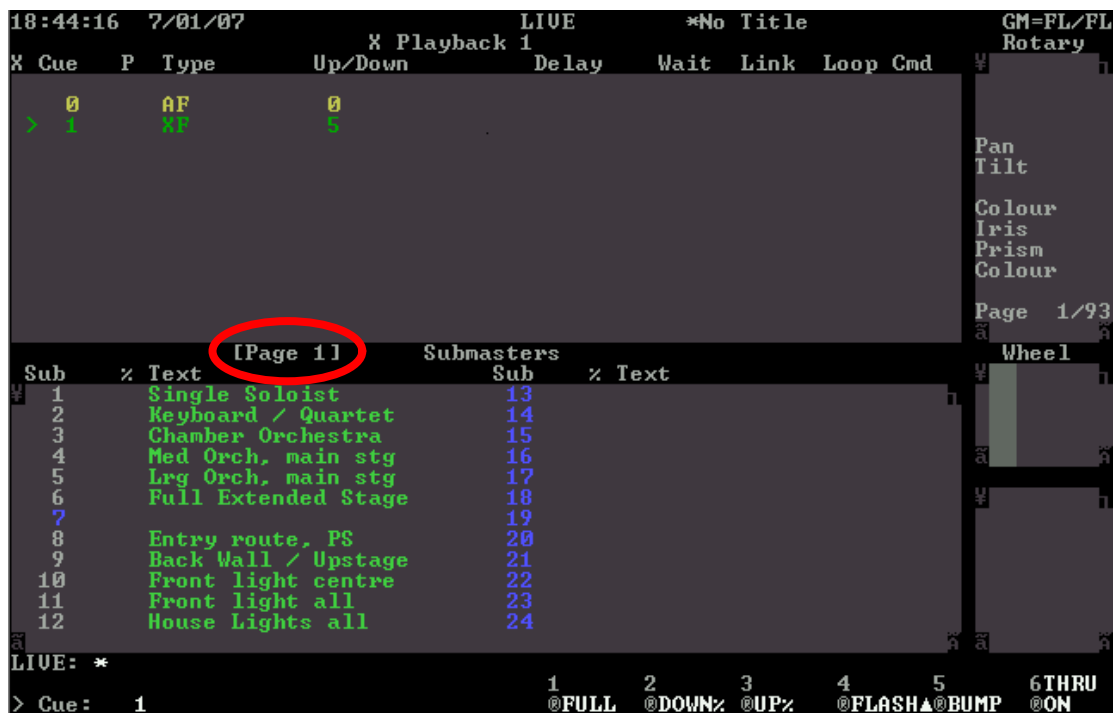 18:44:16 7/01/07 LIVE *No Title GM=FL/FL
X Playback 1 Rotary
X Cue P Type Up/Down Delay Wait Link Loop Cmd
0 AF 0
> 1 XF 5
Pan
Tilt
Colour
Iris
Prism
Colour
Page 1/93
[Page 1] Submasters Wheel
Sub % Text Sub % Text
1 Single Soloist 13
2 Keyboard / Quartet 14
3 Chamber Orchestra 15
4 Med Orch, main stg 16
5 Lrg Orch, main stg 17
6 Full Extended Stage 18
7 19
8 Entry route, PS 20
9 Back Wall / Upstage 21
10 Front light centre 22
11 Front light all 23
12 House Lights all 24
LIVE: *
1 2 3 4 5 6THRU
> Cue: 1 ®FULL ®DOWN% ®UP% ®FLASH▲®BUMP ®ON